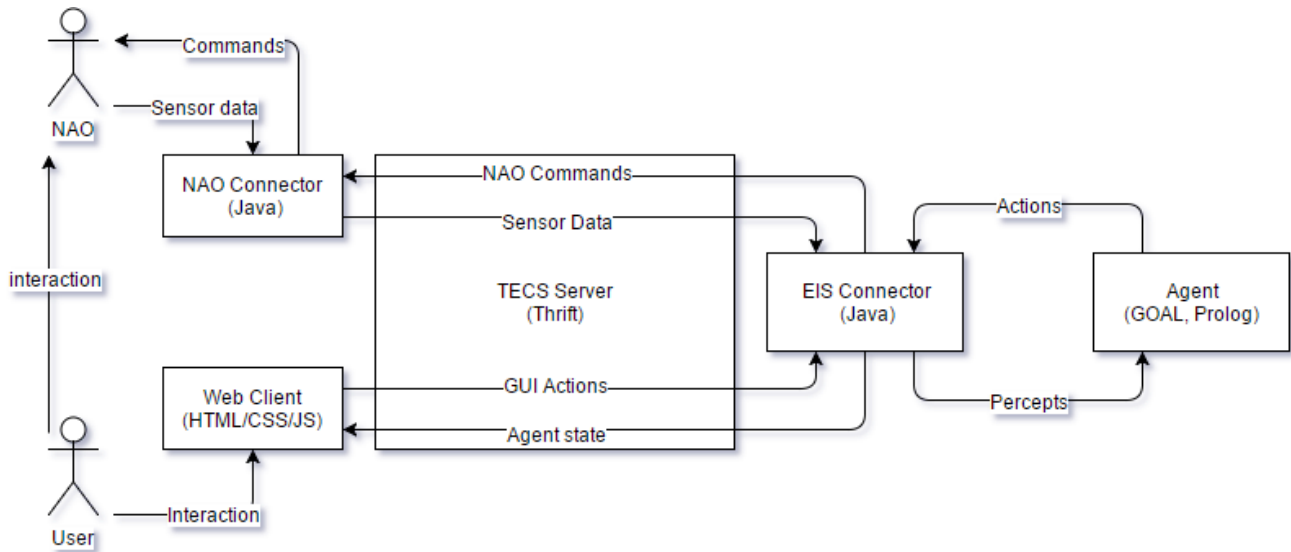 Commands
Sensor data
NAO
NAO Connector
(Java)
NAO Commands
Sensor Data
Actions
interaction
TECS Server
(Thrift)
EIS Connector
(Java)
Agent
(GOAL, Prolog)
Web Client
(HTML/CSS/JS)
GUI Actions
Percepts
Agent state
Interaction
User